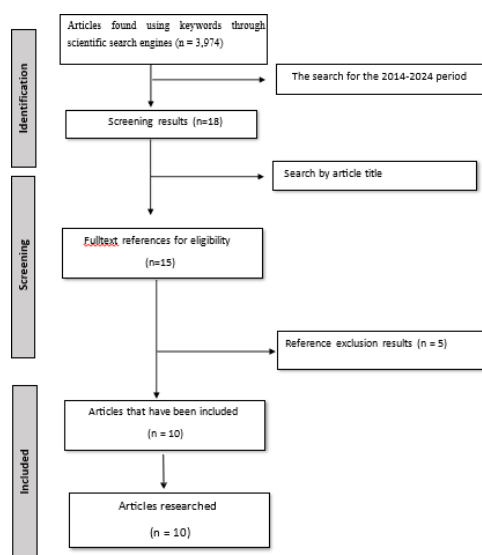 Identification
Articles found using keywords through
scientific search engines (n = 3,974)
The search for the 2014-2024 period
Screening results (n=18)
Search by article title
Screening
Fulltext references for eligibility
(n=15)
Reference exclusion results (n = 5)
Included
Articles that have been included
(n = 10)
Articles researched
(n = 10)